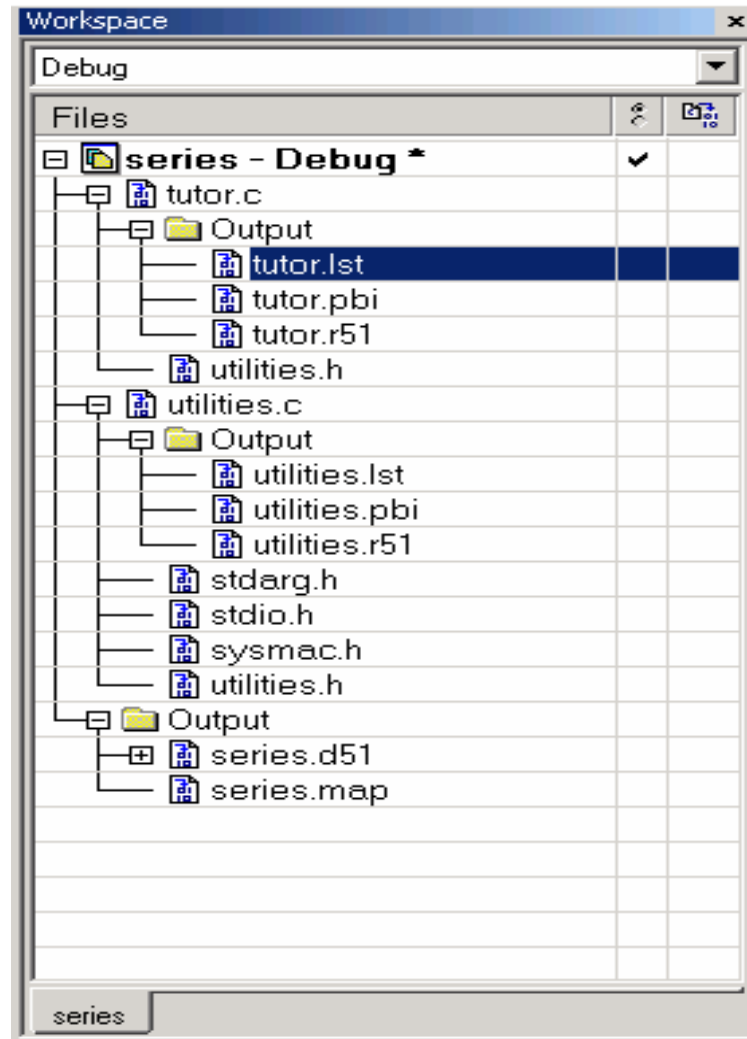 Workspace
Debug
Files
series - Debug *
tutor.c
Output
tutor.lst
tutor.pbi
tutor.r51
utilities.h
utilities.c
Output
utilities.lst
utilities.pbi
utilities.r51
stdarg.h
stdio.h
sysmac.h
utilities.h
Output
series.d51
series.map
series